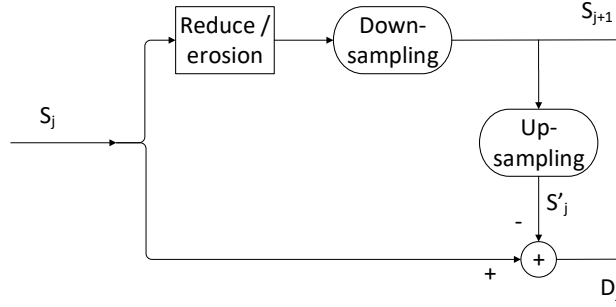 Reduce /
erosion
Down-
sampling
Sj+1
Sj
Up-
sampling
S'j
-
+
+
D